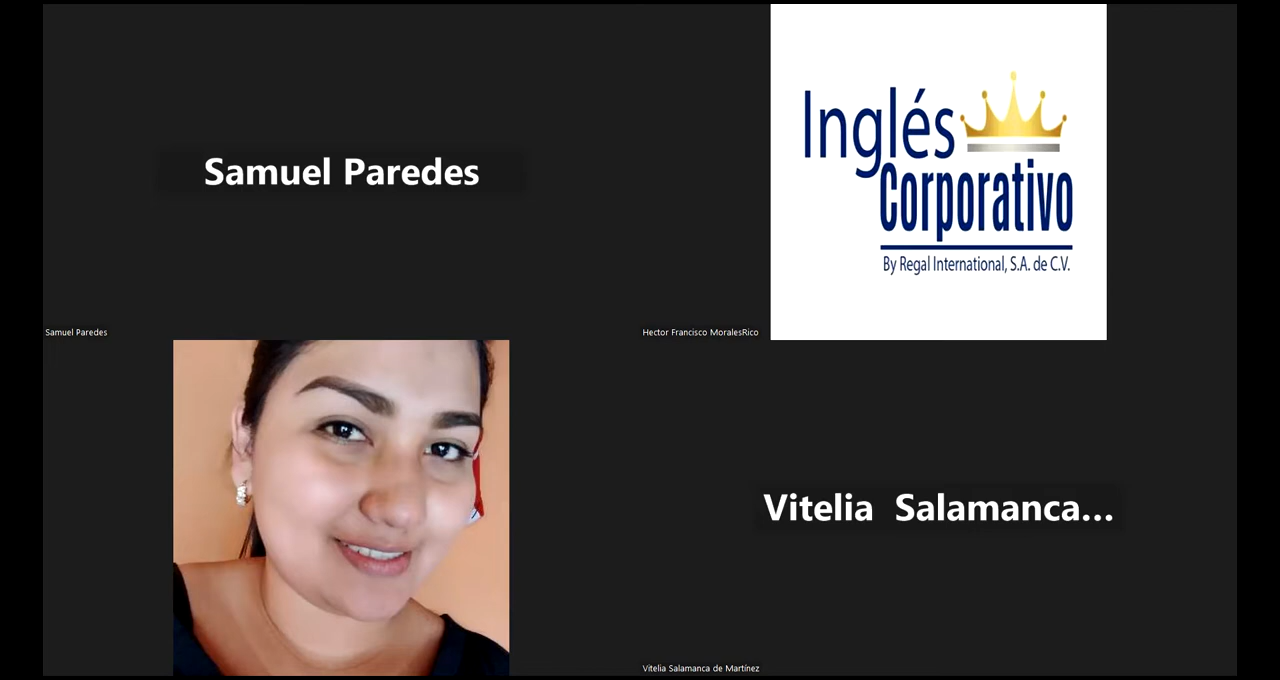 Samuel Paredes
Inglés
Corporativo
By Regal International, S.A. de C.V.
Samuel Paredes
Hector Francisco MoralesRico
Vitelia Salamanca...
Vitelia Salamanca de Martínez